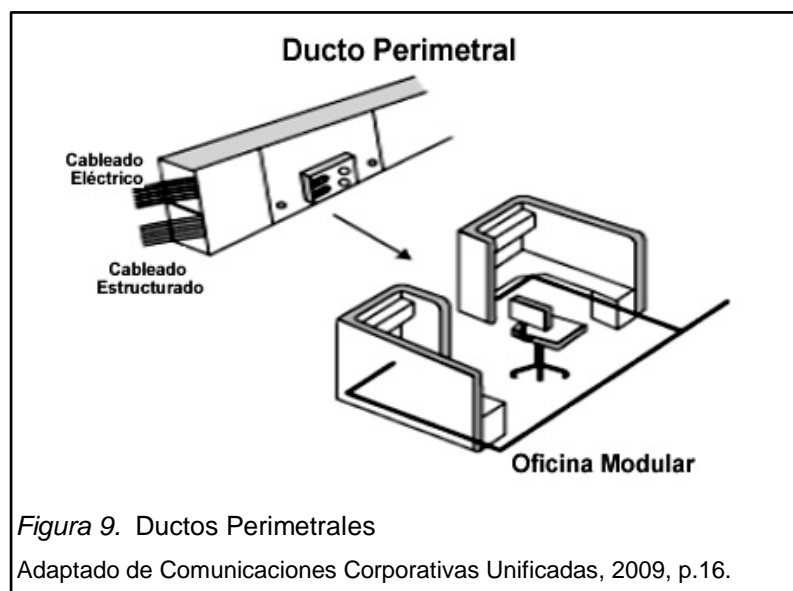 Ducto Perimetral
Cableado
Eléctrico
Cableado
Estructurado
Oficina Modular
Figura 9. Ductos Perimetrales
Adaptado de Comunicaciones Corporativas Unificadas, 2009, p.16.